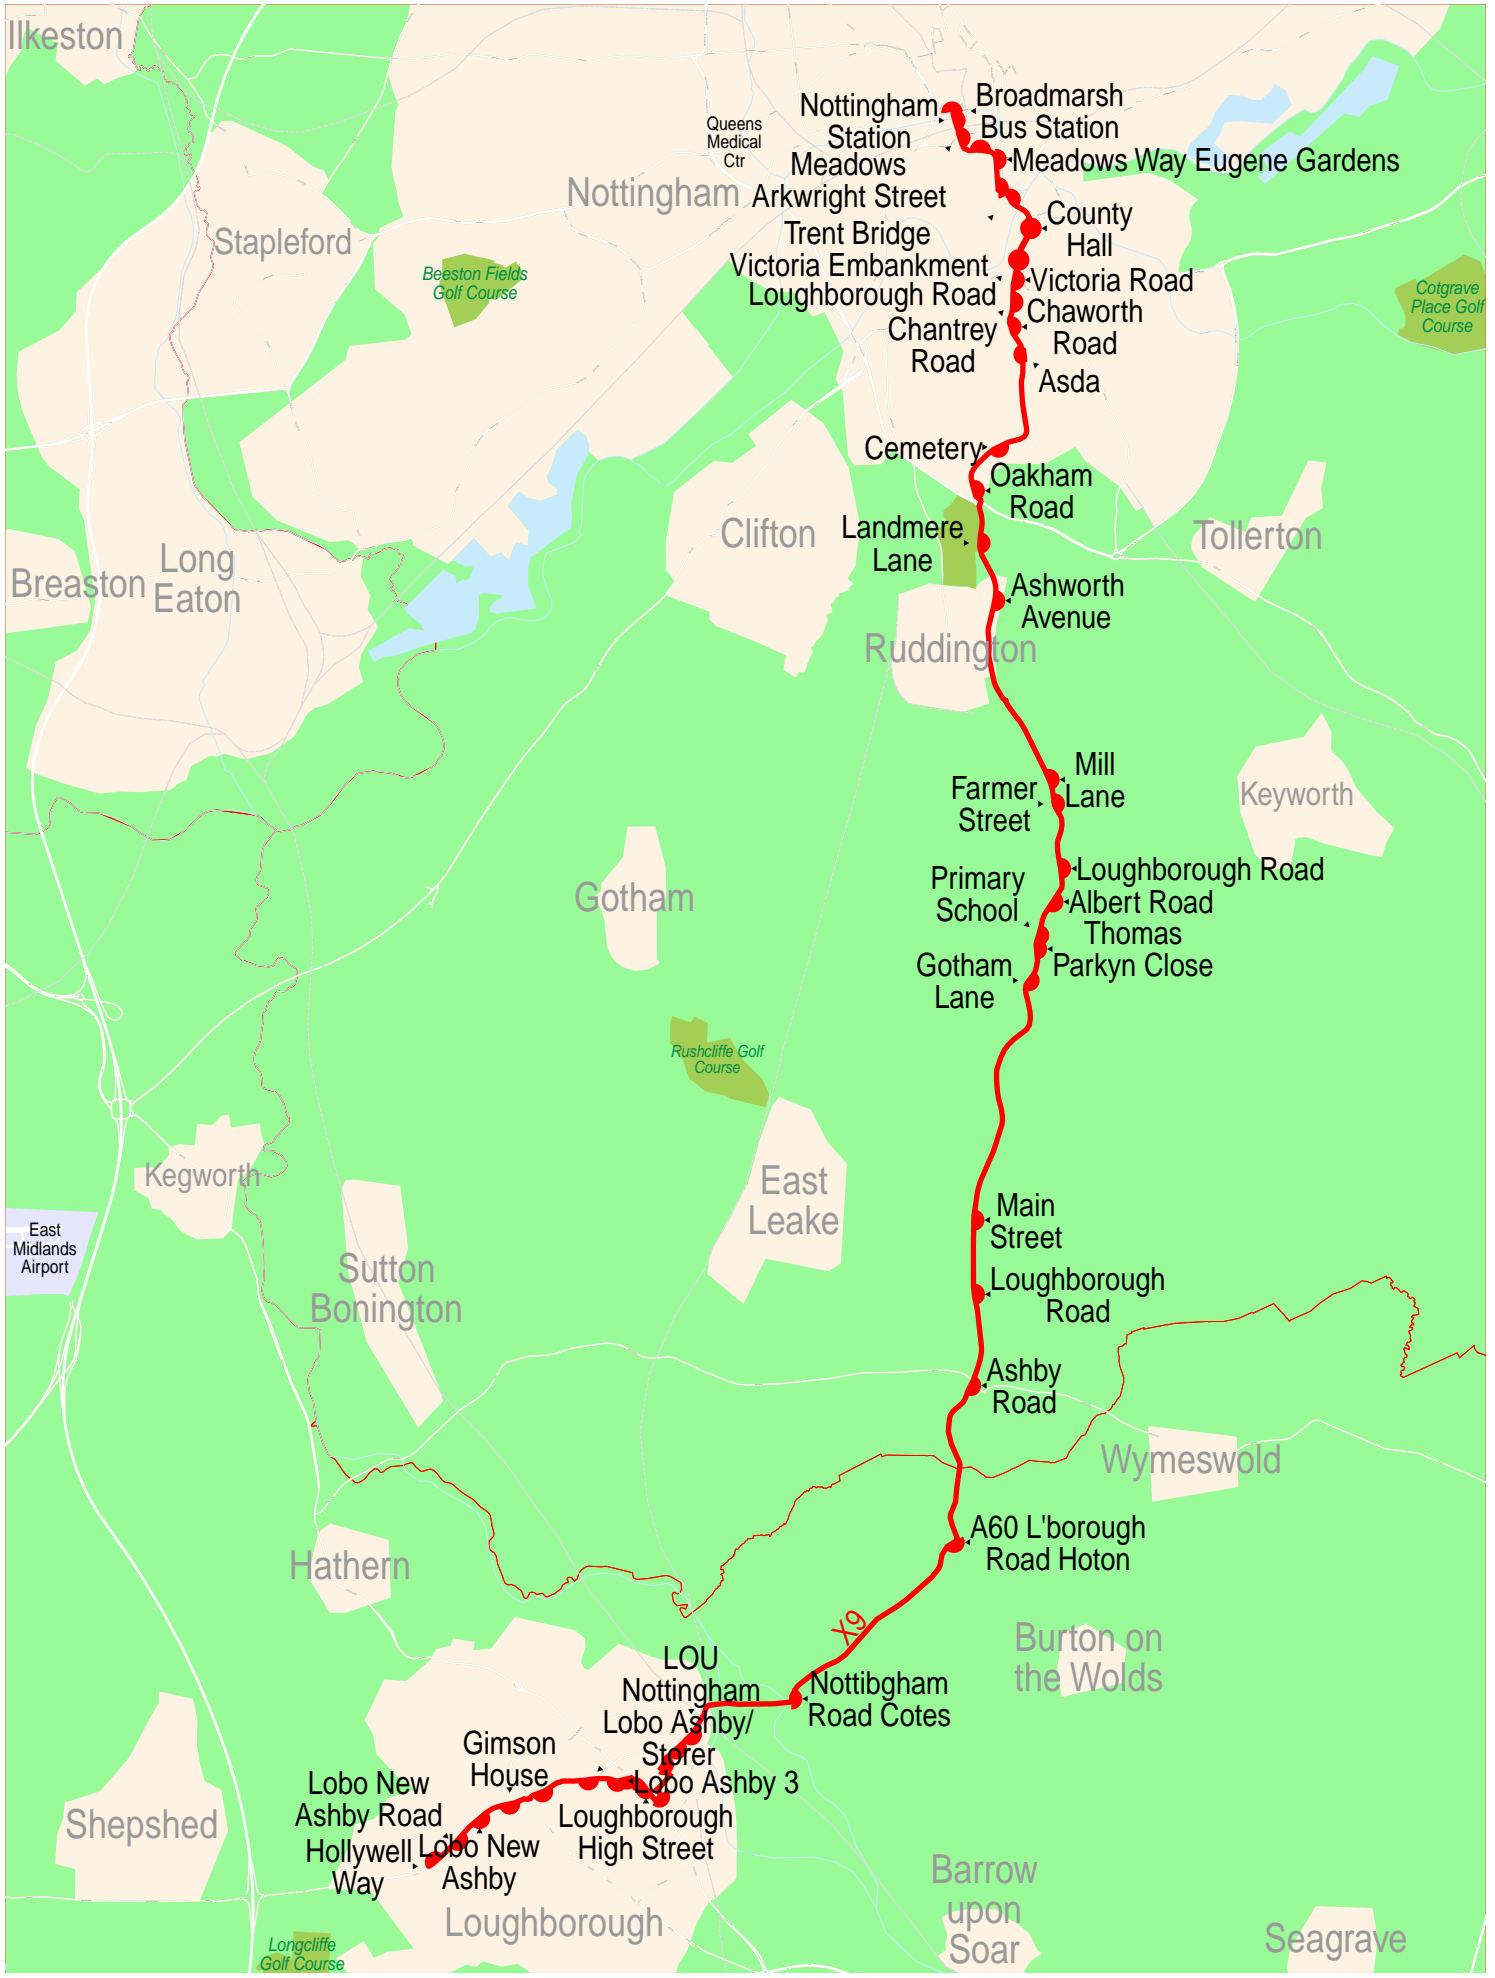 Ilkeston
Nottingham
Station
Broadmarsh
Bus Station
Queens
Medical
Ctr
Meadows
Arkwright Street
Meadows Way Eugene Gardens
Nottingham
Stapleford
County
Hall
Trent Bridge
Victoria Embankment
Beeston Fields
Golf Course
Loughborough Road
Victoria Road
Cotgrave
Place Golf
Course
Chantrey
Road
Chaworth
Road
Asda
Cemetery
Oakham
Road
Clifton
Landmere
Lane
Tollerton
Long
Eaton
Breaston
Ashworth
Avenue
Ruddington
Mill
Lane
Farmer
Street
Keyworth
Gotham
Loughborough Road
Primary
School
Albert Road
Thomas
Parkyn Close
Gotham
Lane
Rushcliffe Golf
Course
Kegworth
East
Leake
Main
Street
East
Midlands
Airport
Sutton
Bonington
Loughborough
Road
Ashby
Road
Wymeswold
A60 L'borough
Road Hoton
Hathern
X9
Burton on
the Wolds
LOU
Nottingham
Nottibgham
Road Cotes
Lobo Ashby/
Storer
Gimson
House
Lobo Ashby 3
Lobo New
Ashby Road
Loughborough
High Street
Shepshed
Hollywell
Way
Lobo New
Ashby
Barrow
upon
Soar
Loughborough
Longcliffe
Golf Course
Seagrave